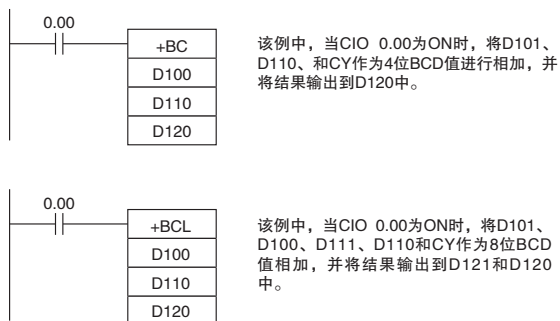 0.00
+BC
D100
D110
D120
该例中，当CIO 0.00为ON时，将D101、
D110、和CY作为4位BCD值进行相加，并
将结果输出到D120中。
0.00
+BCL
D100
D110
D120
该例中，当CIO 0.00为ON时，将D101、
D100、D111、D110和CY作为8位BCD
值相加，并将结果输出到D121和D120
中。